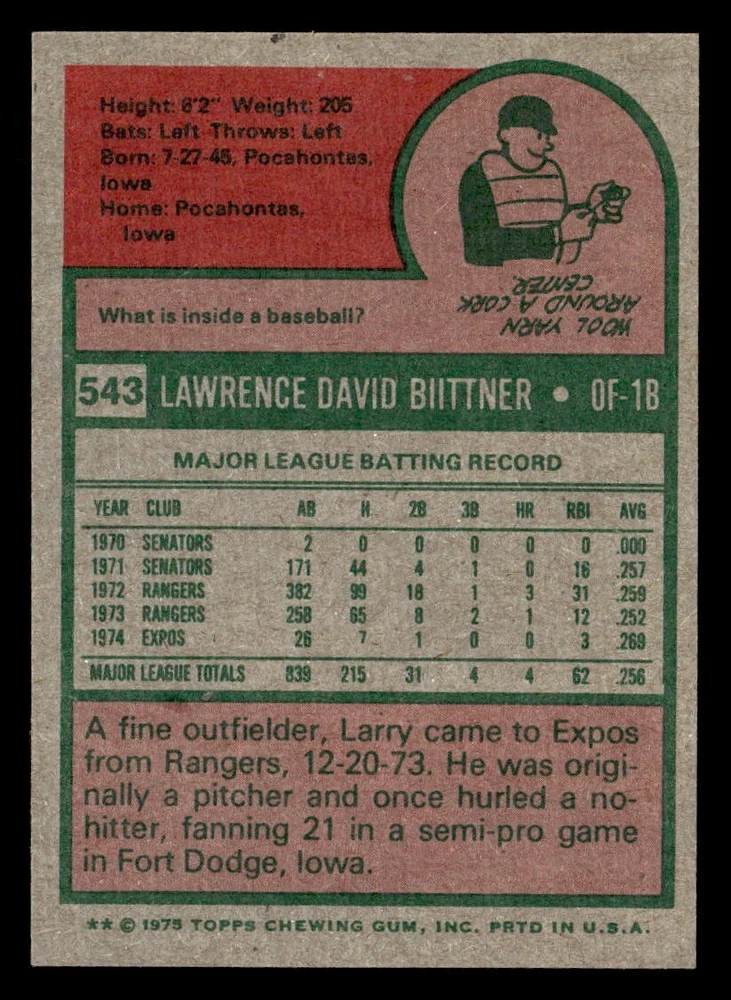 Height: 6'2" Weight: 205
Bats: Left Throws: Left
Born: 7-27-45, Pocahontas,
Iowa
Home: Pocahontas,
Iowa
What is inside a baseball?
WOOL YARN
AROUND A CORK
CENTER.
543 LAWRENCE DAVID BIITTNER • OF-1B
MAJOR LEAGUE BATTING RECORD
YEAR CLUB AB H 2B 3B HR RBI AVG
1970 SENATORS 2 0 0 0 0 0 .000
1971 SENATORS 171 44 4 1 0 16 .257
1972 RANGERS 382 99 18 1 3 31 .259
1973 RANGERS 258 65 8 2 1 12 .252
1974 EXPOS 26 7 1 0 0 3 .269
MAJOR LEAGUE TOTALS 839 215 31 4 4 62 .256
A fine outfielder, Larry came to Expos
from Rangers, 12-20-73. He was origi-
nally a pitcher and once hurled a no-
hitter, fanning 21 in a semi-pro game
in Fort Dodge, Iowa.
** © 1975 TOPPS CHEWING GUM, INC. PRTD IN U.S.A.